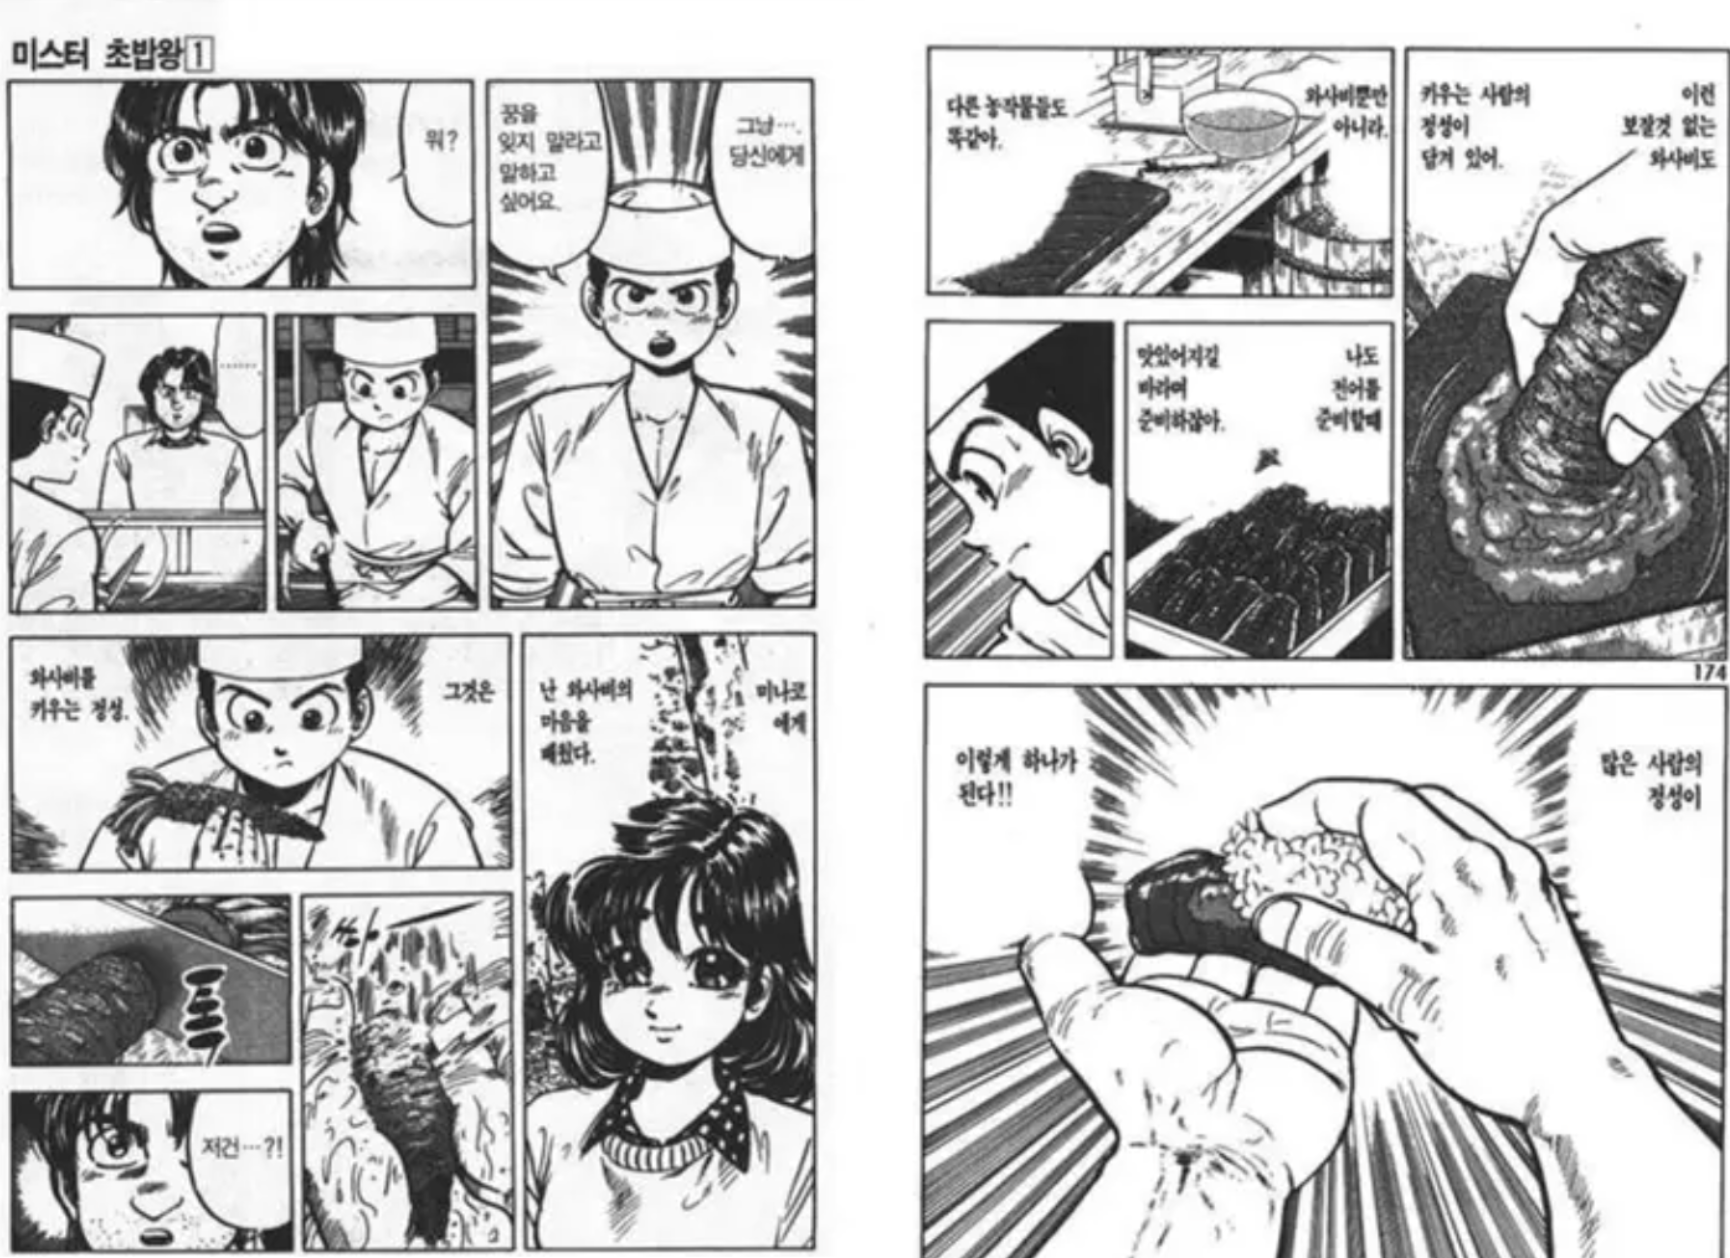 미스터 초밥왕1
그냥….
당신에게
꿈을
잊지 말라고
말하고
싶어요.
뭐?
……
미나코
에게
난 와사비의
마음을
배웠다.
그것은
와사비를
키우는 정성.
저건…?!
이런
보잘것 없는
와사비도
키우는 사람의
정성이
담겨 있어.
와사비뿐만
아니라.
다른 농작물들도
똑같아.
나도
전어를
준비할때
맛있어지길
바라며
준비하잖아.
174
많은 사람의
정성이
이렇게 하나가
된다!!